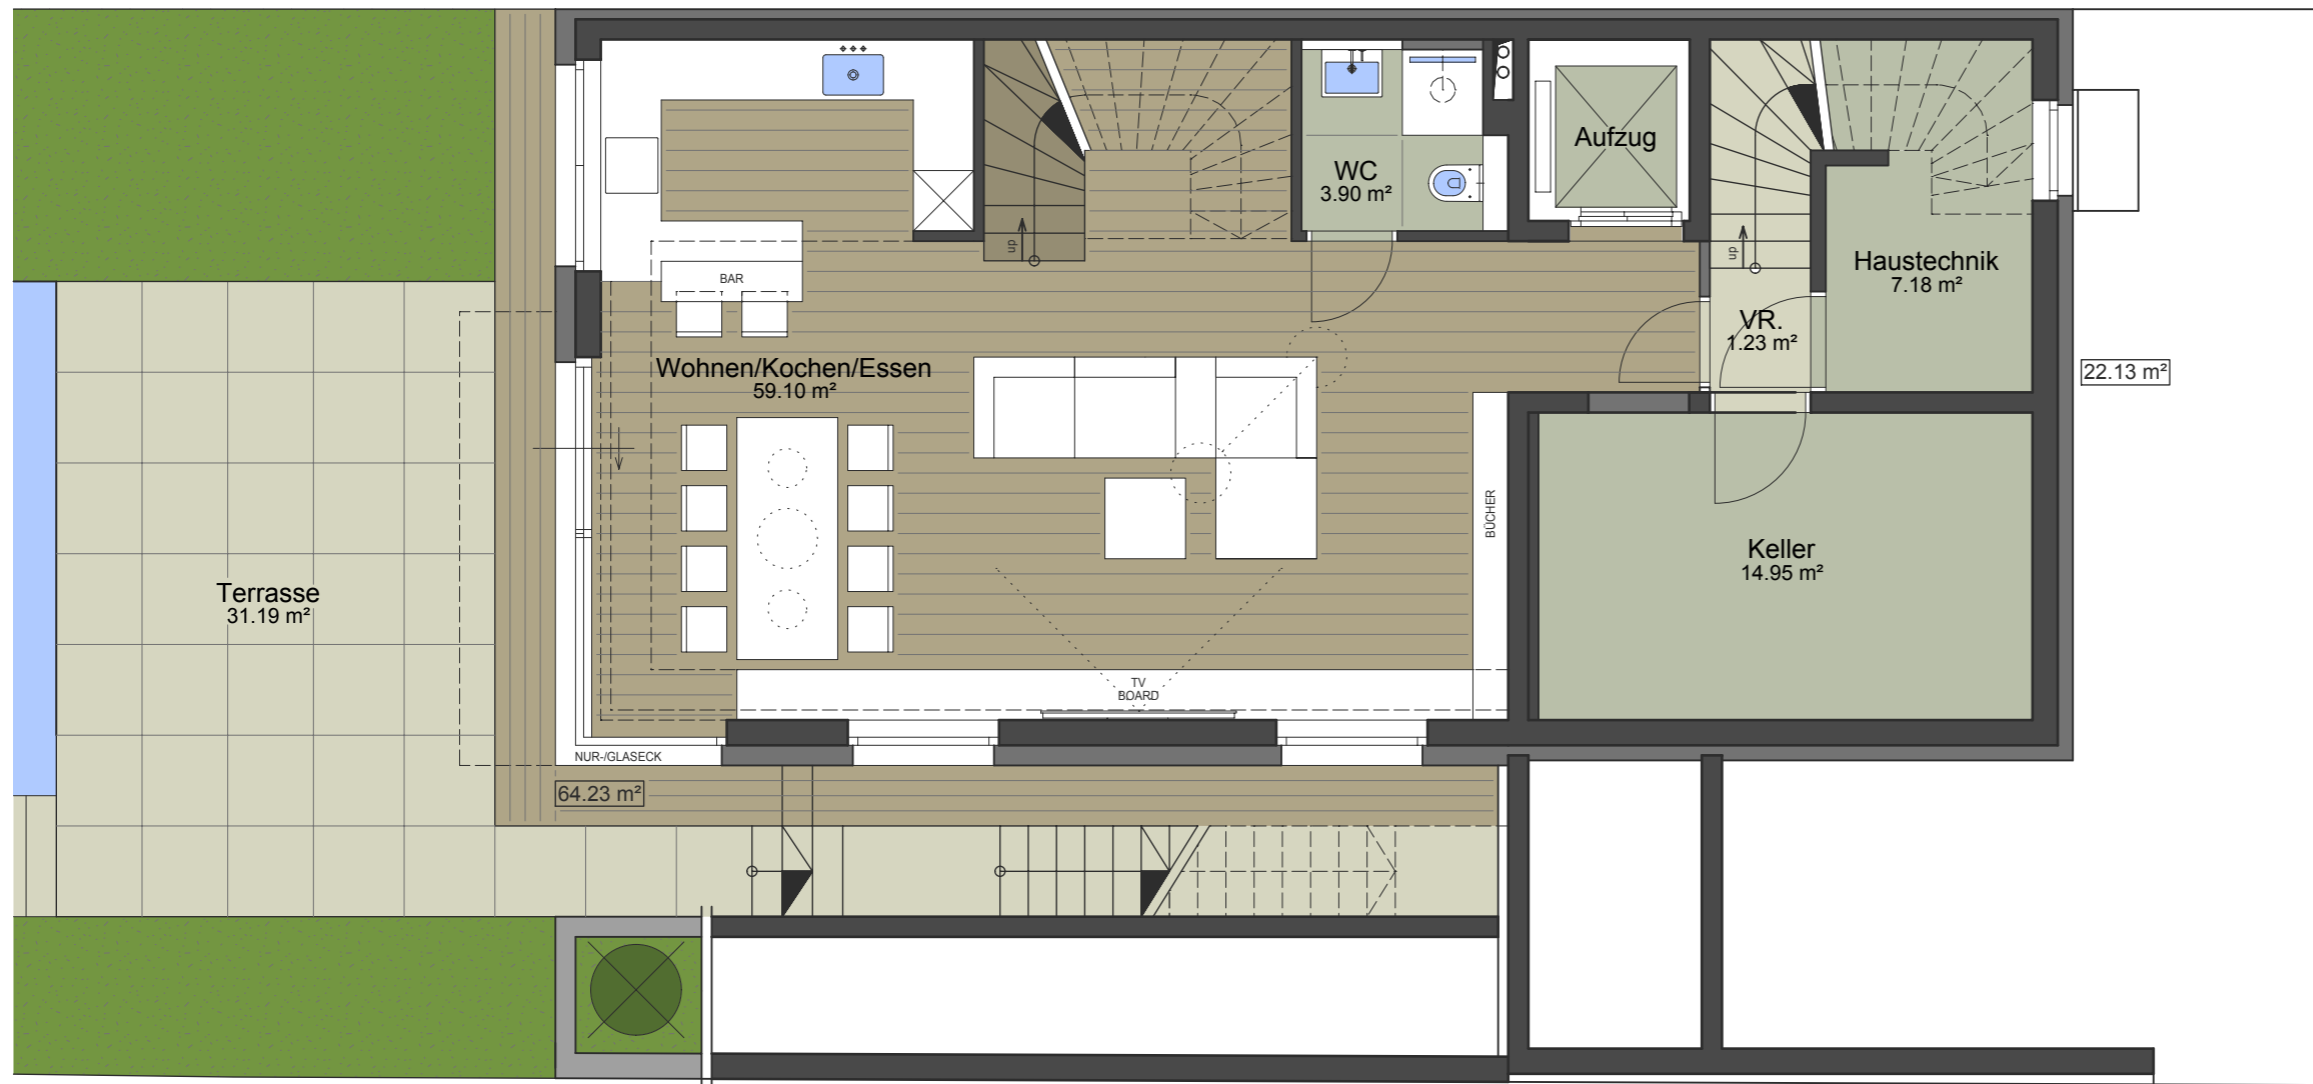 Aufzug
WC
3.90 m²
up
up
Haustechnik
7.18 m²
BAR
VR.
1.23 m²
Wohnen/Kochen/Essen
59.10 m²
22.13 m²
BÜCHER
Keller
14.95 m²
Terrasse
31.19 m²
TV
BOARD
NUR-/GLASECK
64.23 m²